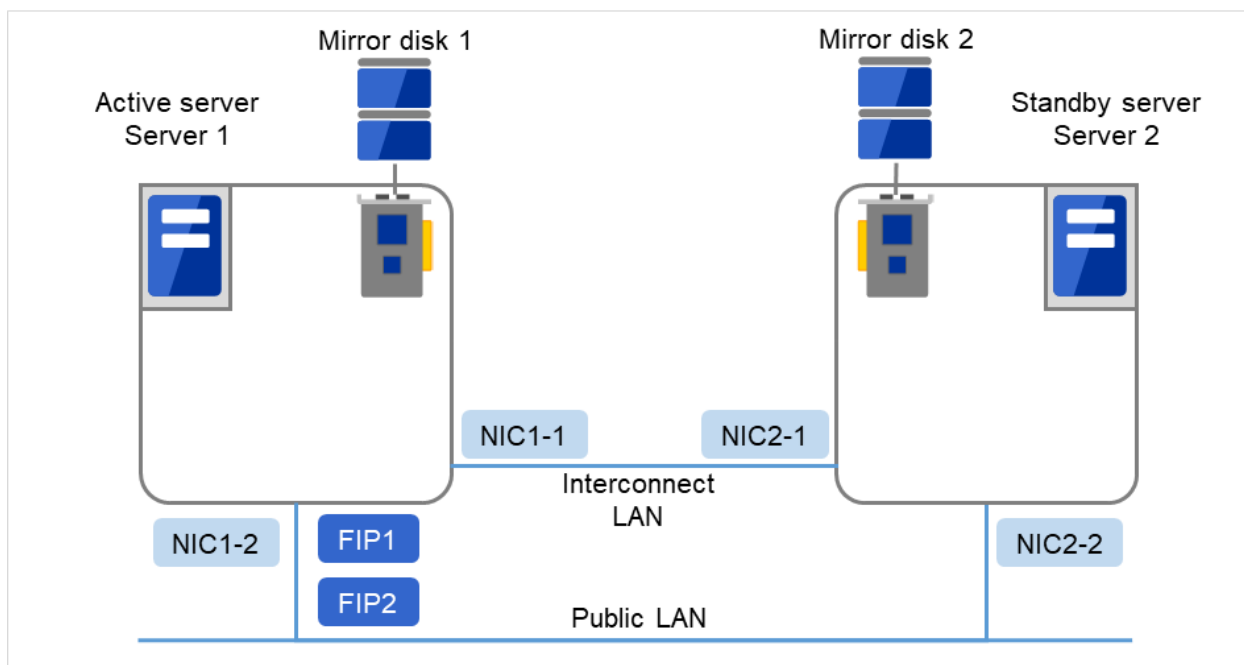 Mirror disk 1
Mirror disk 2
Active server
Server 1
Standby server
Server 2
NIC1-1
NIC2-1
Interconnect
LAN
NIC1-2
FIP1
NIC2-2
FIP2
Public LAN